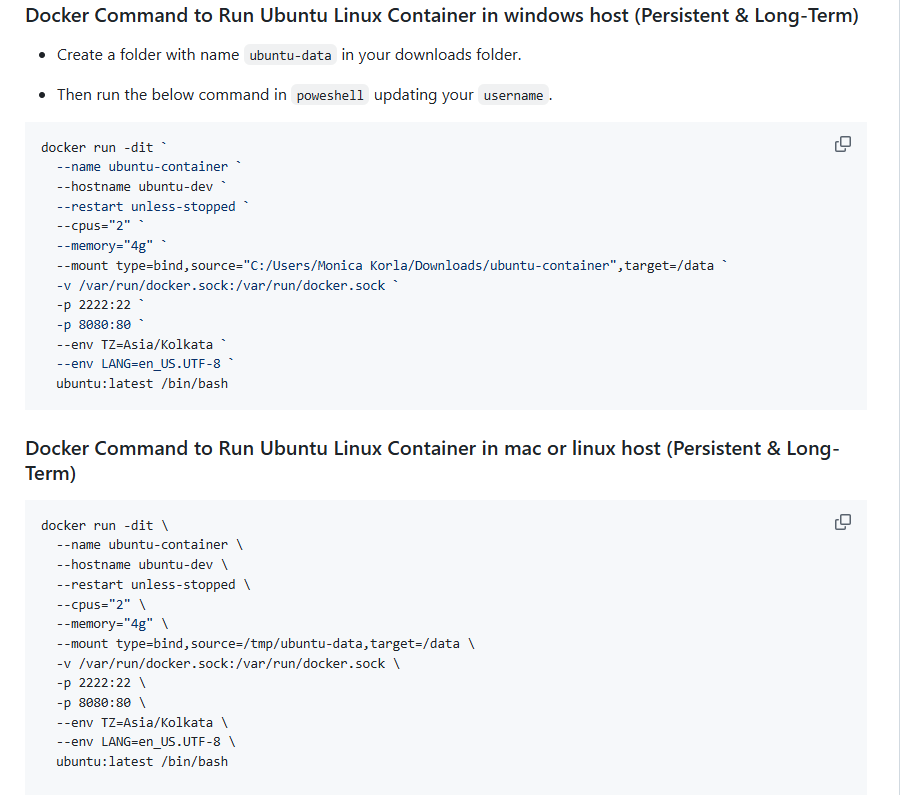 Docker Command to Run Ubuntu Linux Container in windows host (Persistent & Long-Term)
• Create a folder with name ubuntu-data in your downloads folder.
• Then run the below command in poweshell updating your username.
docker run -dit `
  --name ubuntu-container `
  --hostname ubuntu-dev `
  --restart unless-stopped `
  --cpus="2" `
  --memory="4g" `
  --mount type=bind,source="C:/Users/Monica Korla/Downloads/ubuntu-container",target=/data `
  -v /var/run/docker.sock:/var/run/docker.sock `
  -p 2222:22 `
  -p 8080:80 `
  --env TZ=Asia/Kolkata `
  --env LANG=en_US.UTF-8 `
  ubuntu:latest /bin/bash
Docker Command to Run Ubuntu Linux Container in mac or linux host (Persistent & Long-
Term)
docker run -dit \
  --name ubuntu-container \
  --hostname ubuntu-dev \
  --restart unless-stopped \
  --cpus="2" \
  --memory="4g" \
  --mount type=bind,source=/tmp/ubuntu-data,target=/data \
  -v /var/run/docker.sock:/var/run/docker.sock \
  -p 2222:22 \
  -p 8080:80 \
  --env TZ=Asia/Kolkata \
  --env LANG=en_US.UTF-8 \
  ubuntu:latest /bin/bash